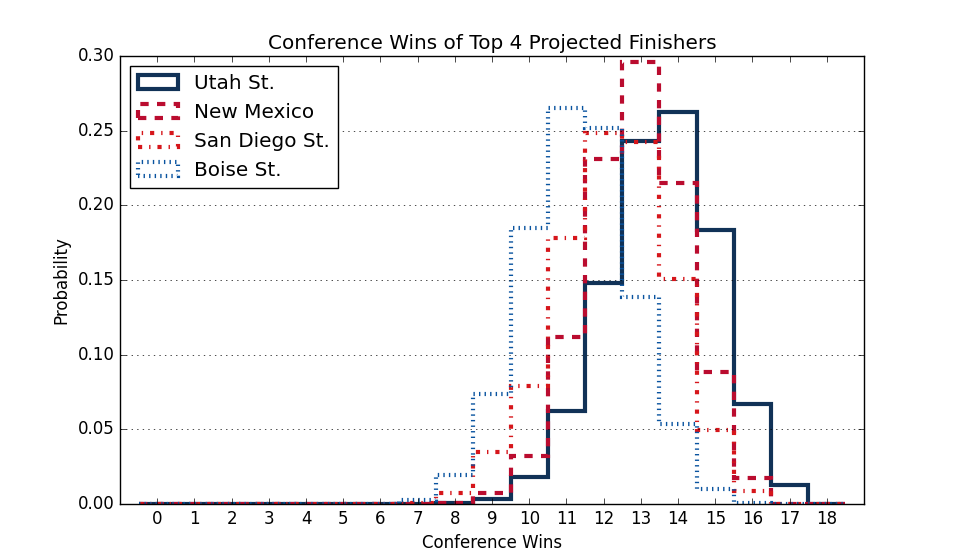 Conference Wins of Top 4 Projected Finishers
Utah St.
New Mexico
San Diego St.
Boise St.
Probability
0.30
0.25
0.20
0.15
0.10
0.05
0.00
0 1 2 3 4 5 6 7 8 9 10 11 12 13 14 15 16 17 18
Conference Wins